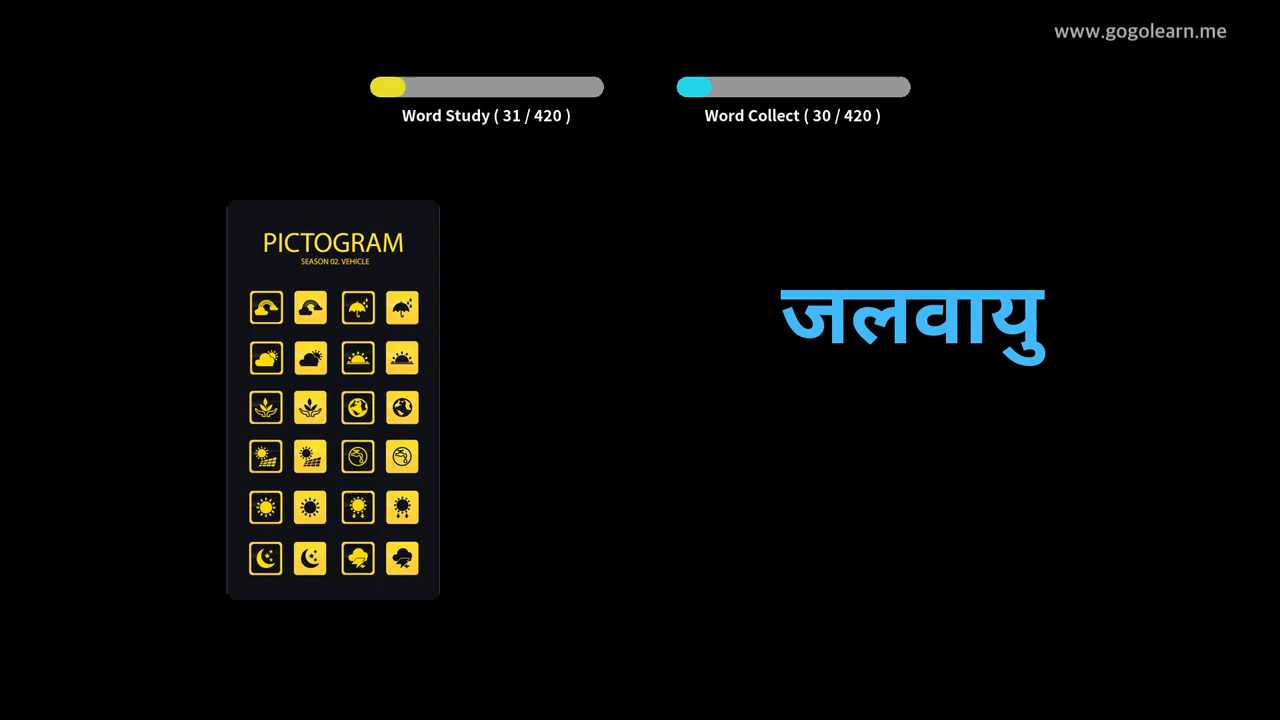 www.gogolearn.me
Word Study ( 31 / 420 )
Word Collect ( 30 / 420 )
PICTOGRAM
SEASON 02. VEHICLE
जलवायु